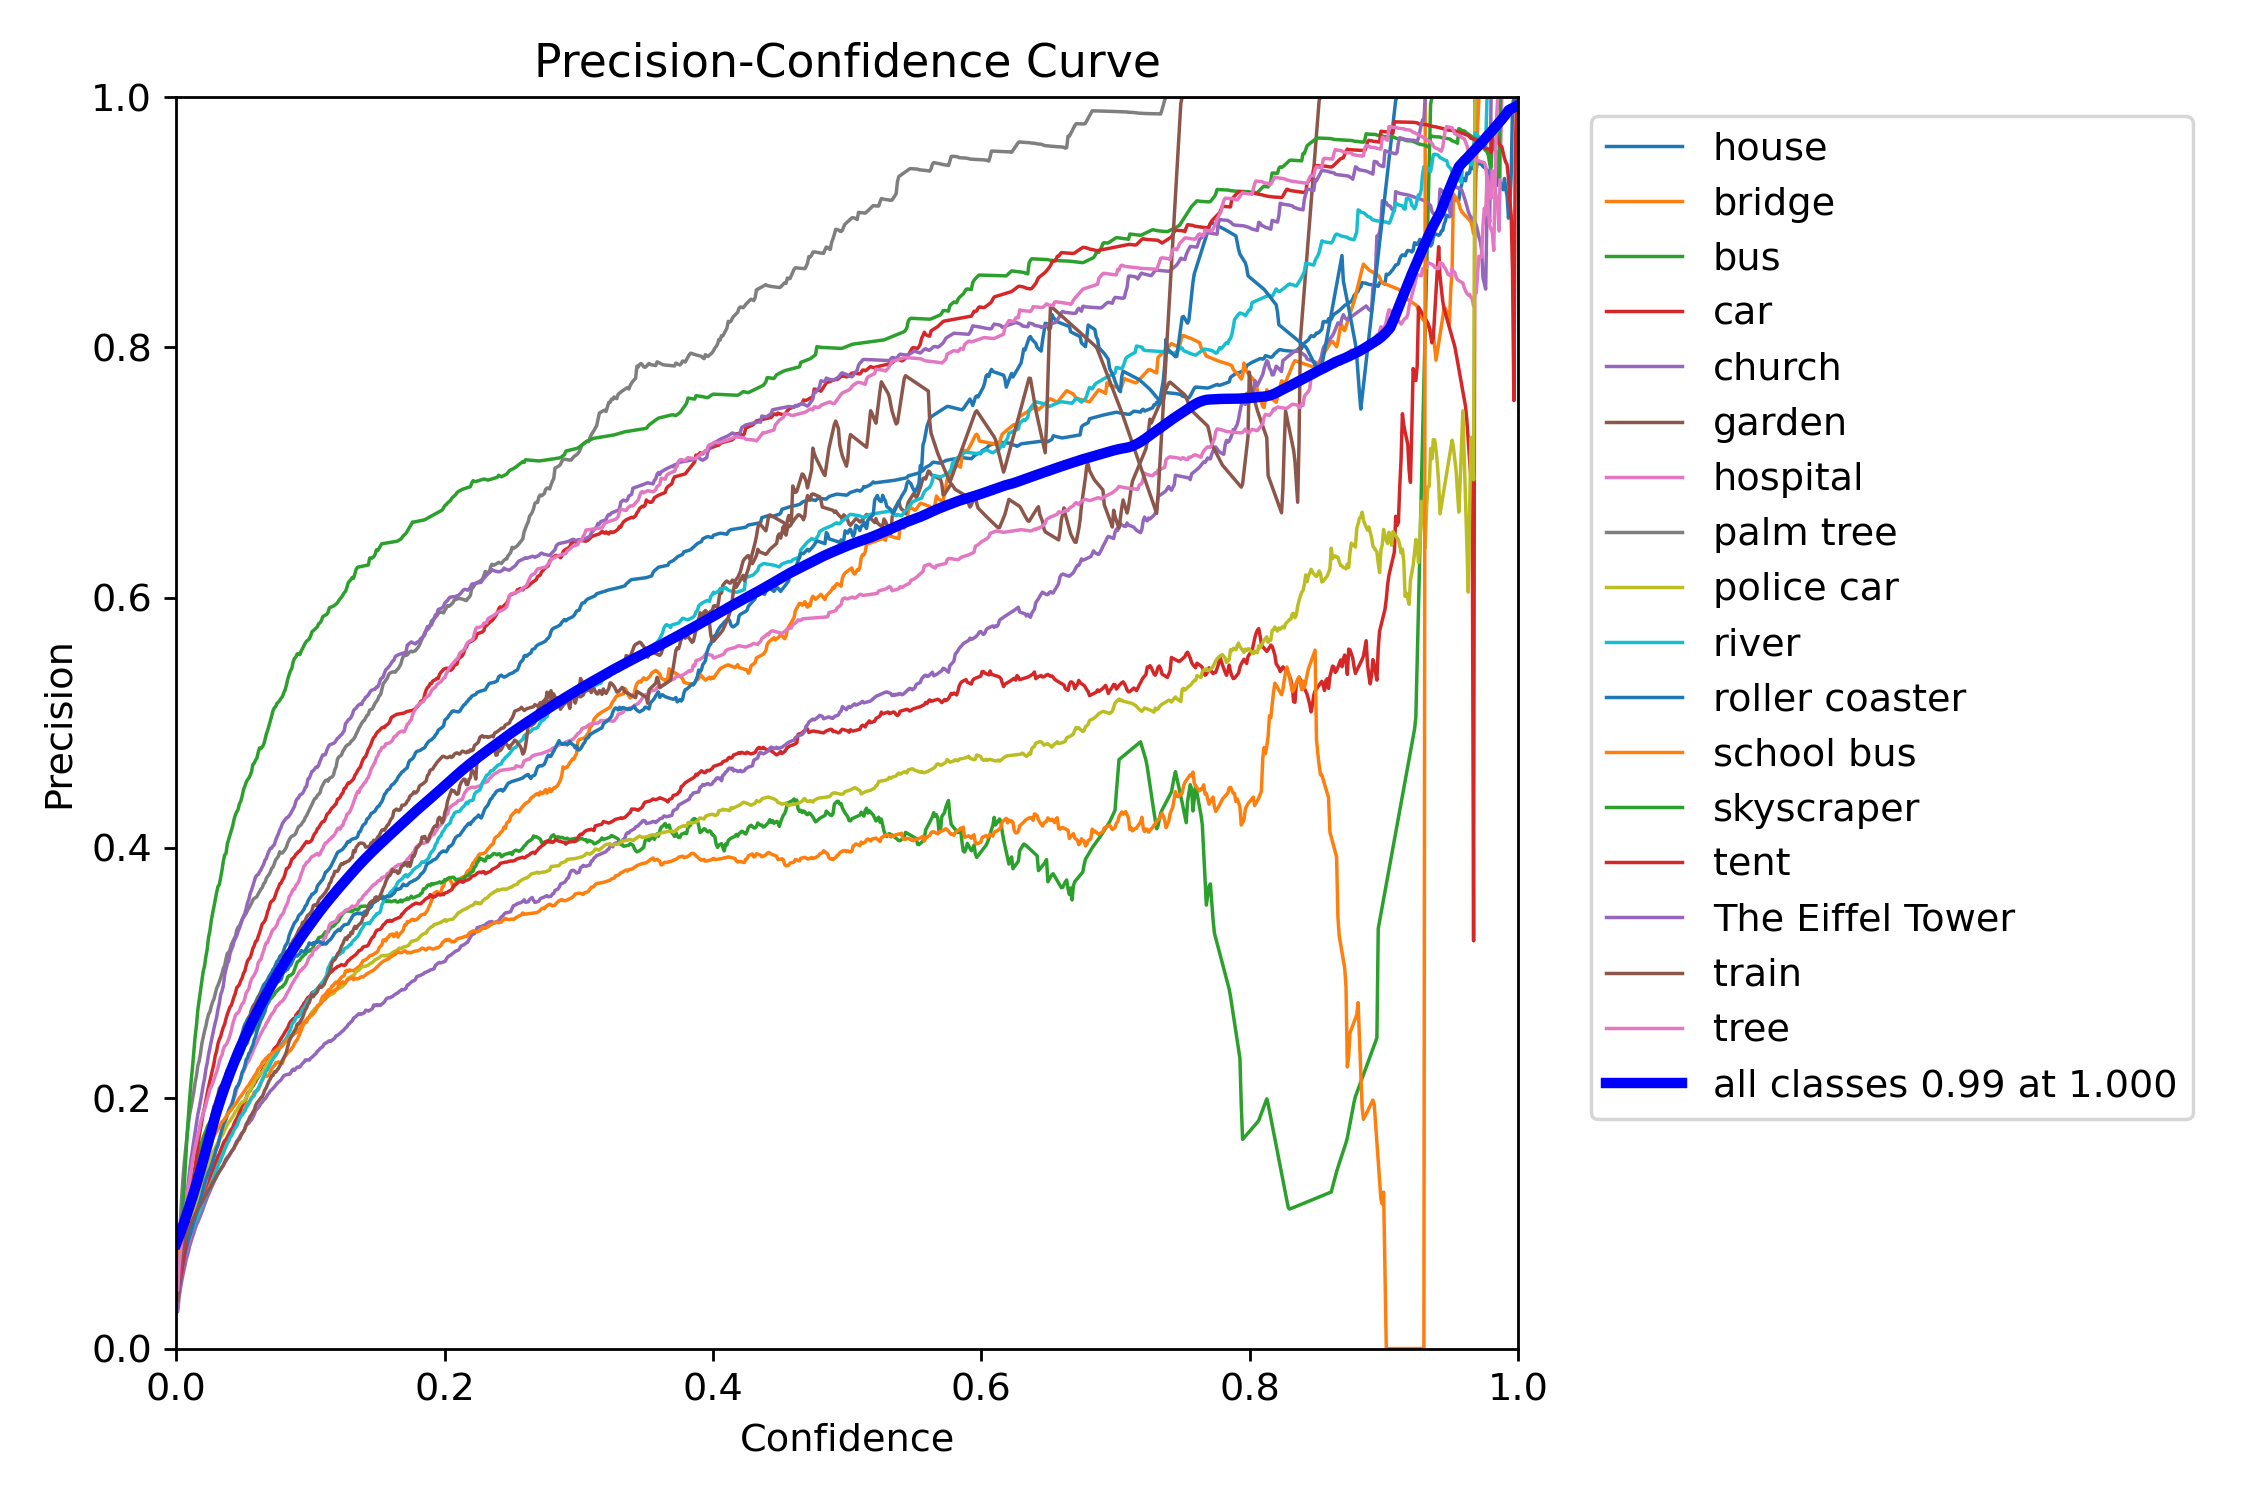 Precision-Confidence Curve
1.0
0.8
0.6
0.4
0.2
0.0
Precision
0.0 0.2 0.4 0.6 0.8 1.0
Confidence
house
bridge
bus
car
church
garden
hospital
palm tree
police car
river
roller coaster
school bus
skyscraper
tent
The Eiffel Tower
train
tree
all classes 0.99 at 1.000